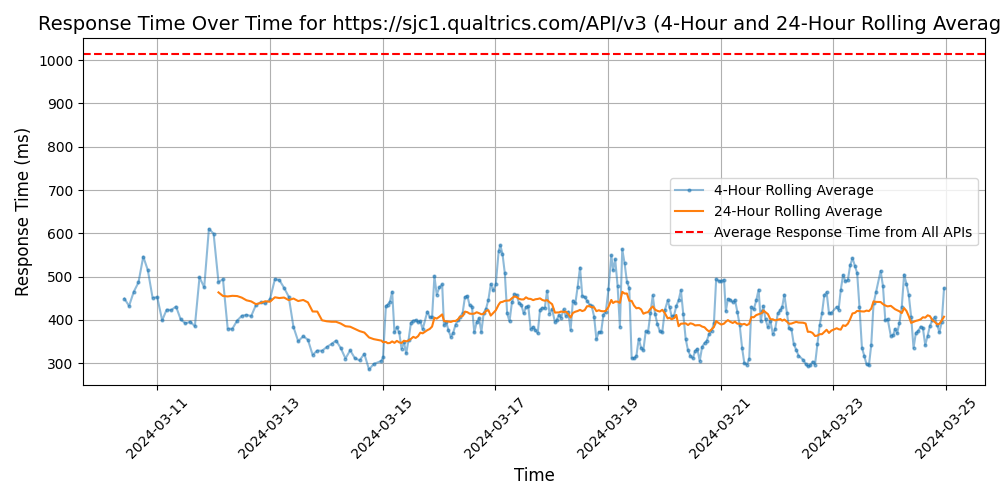 Response Time Over Time for https://sjc1.qualtrics.com/API/v3 (4-Hour and 24-Hour Rolling Averag
Response Time (ms)
1000
900
800
700
600
500
400
300
4-Hour Rolling Average
24-Hour Rolling Average
Average Response Time from All APIs
2024-03-11
2024-03-13
2024-03-15
2024-03-17
2024-03-19
2024-03-21
2024-03-23
2024-03-25
Time